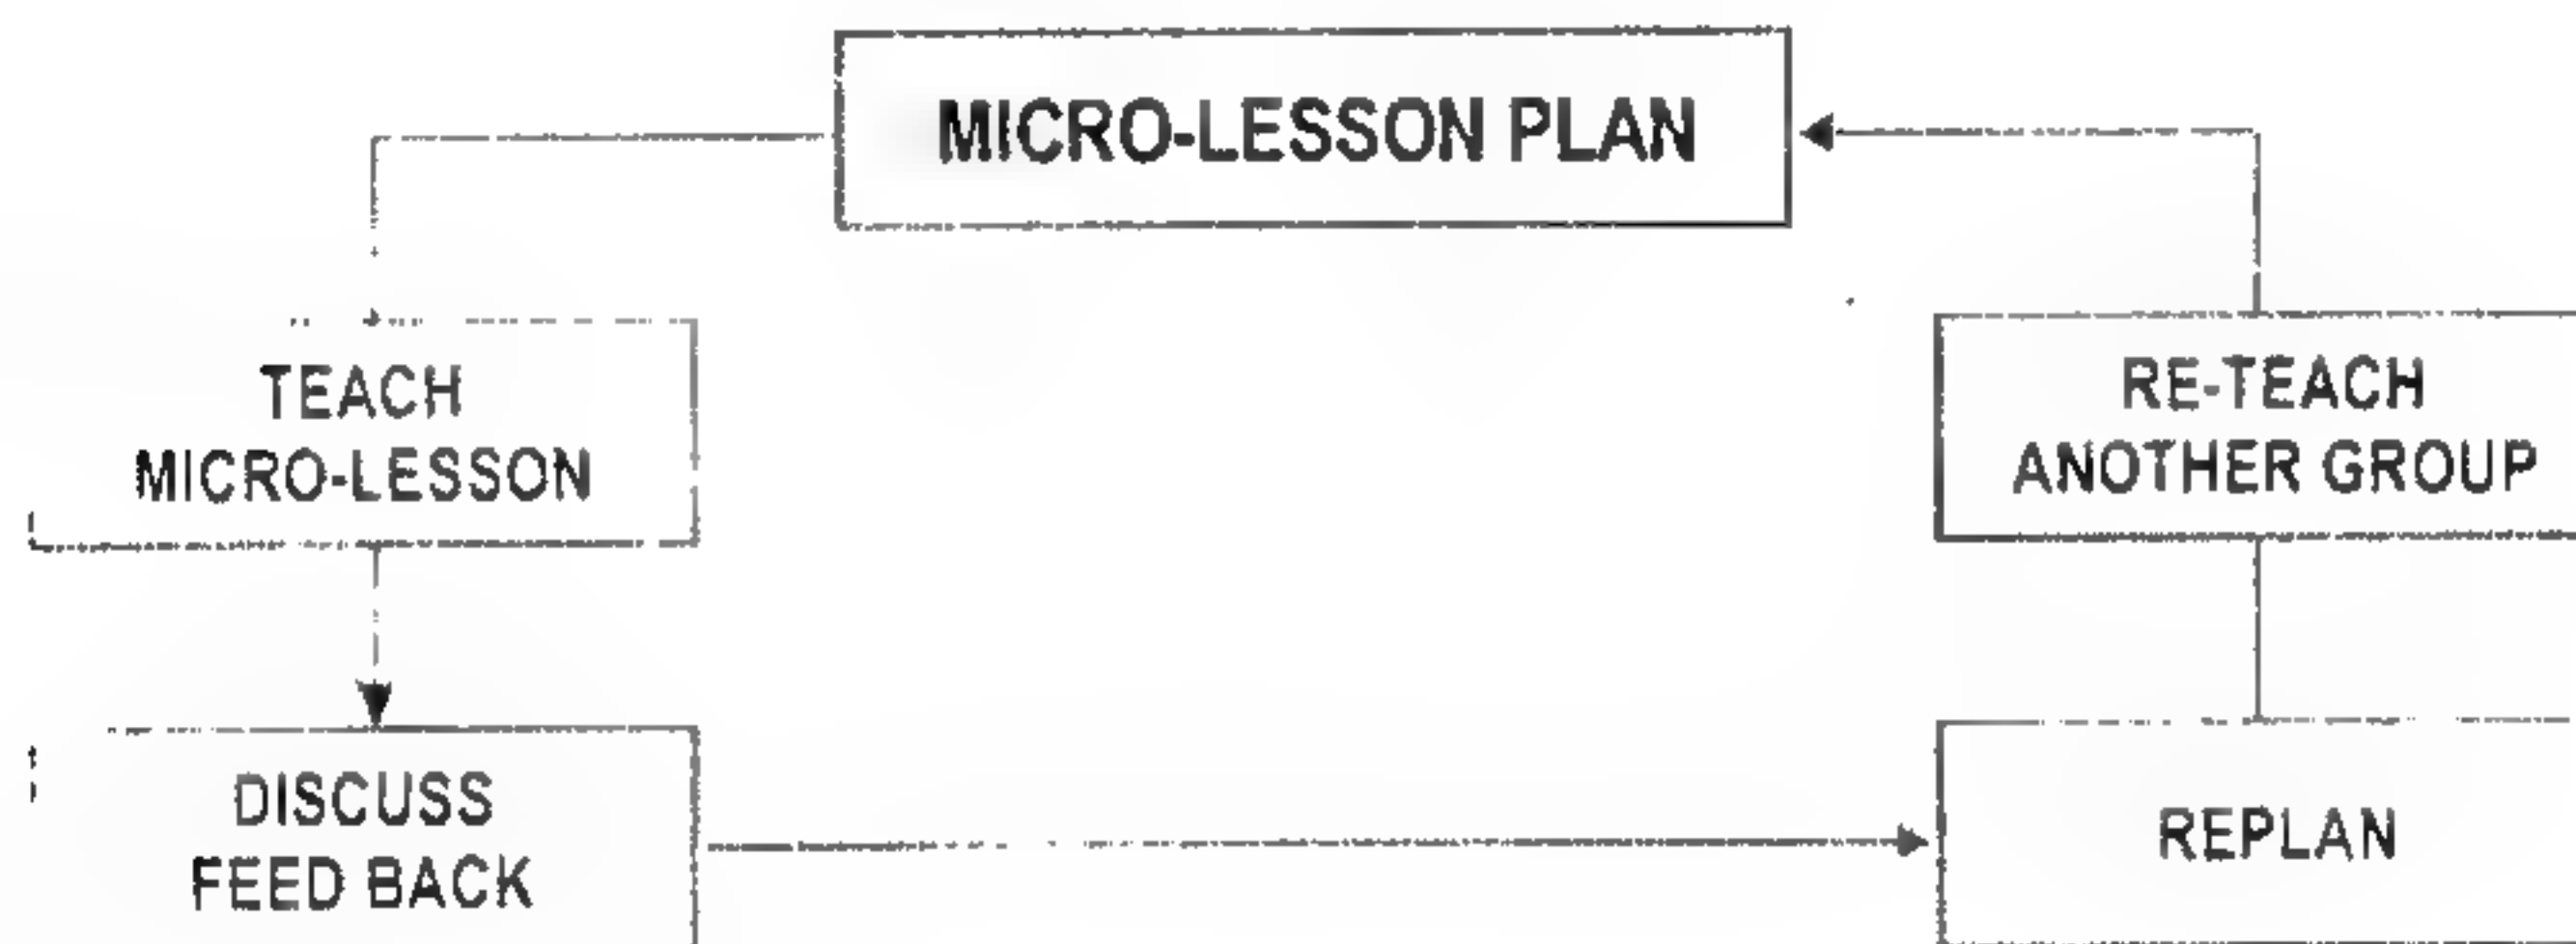 MICRO-LESSON PLAN
TEACH
MICRO-LESSON
RE-TEACH
ANOTHER GROUP
DISCUSS
FEED BACK
REPLAN